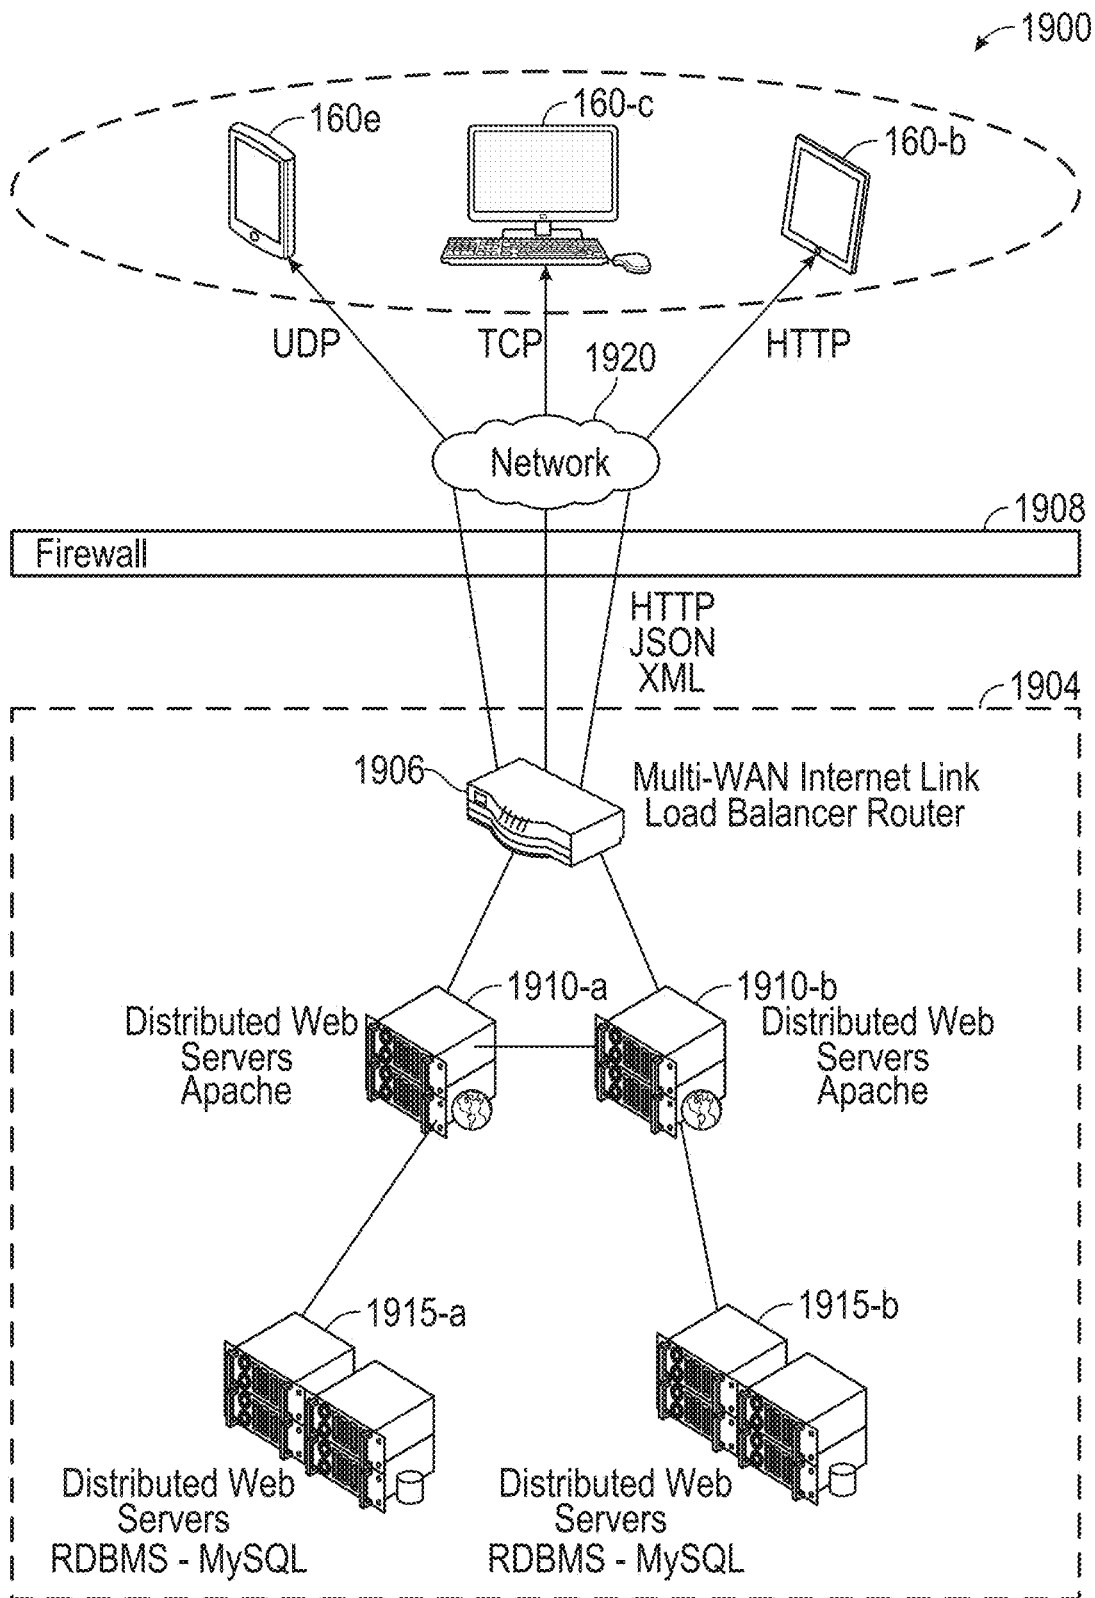 1900
160e
160-c
160-b
UDP
TCP
HTTP
1920
Network
1908
Firewall
HTTP
JSON
XML
1904
1906
Multi-WAN Internet Link
Load Balancer Router
1910-a
1910-b
Distributed Web
Servers
Apache
Distributed Web
Servers
Apache
1915-a
1915-b
Distributed Web
Servers
RDBMS - MySQL
Distributed Web
Servers
RDBMS - MySQL